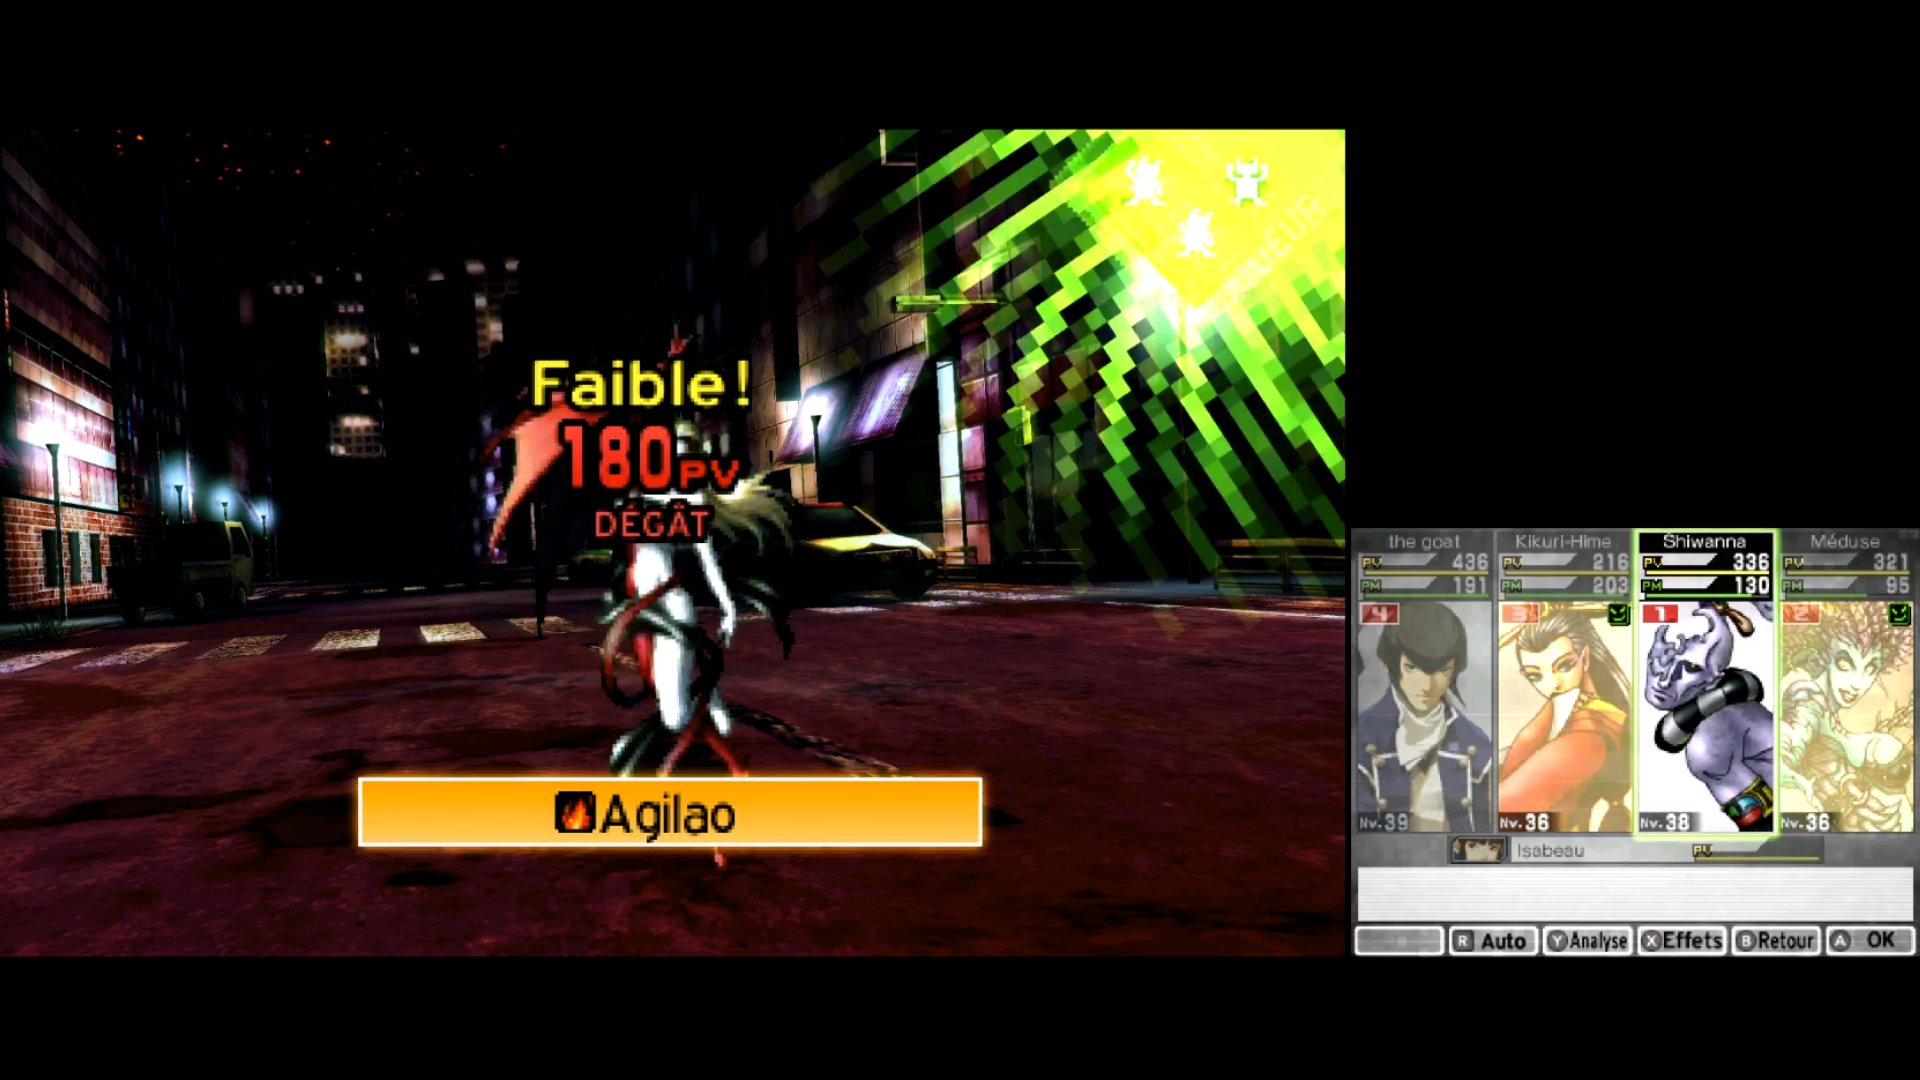 JOUEUR
Faible!
180PV
DÉGÂT
Agilao
the goat
PV 436
PM 191
4
Nv.39
Kikuri-Hime
PV 216
PM 203
3
Nv.36
Shiwanna
PV 336
PM 130
1
Nv.38
Méduse
PV 321
PM 95
2
Nv.36
Isabeau PV
R Auto
Y Analyse
X Effets
B Retour
A OK